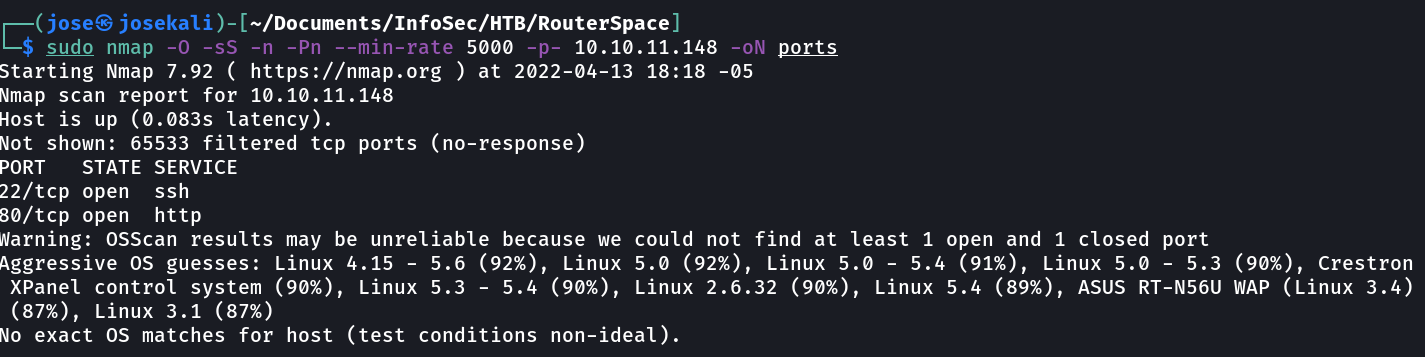 ┌──(jose㉿josekali)-[~/Documents/InfoSec/HTB/RouterSpace]
└─$ sudo nmap -O -sS -n -Pn --min-rate 5000 -p- 10.10.11.148 -oN ports
Starting Nmap 7.92 ( https://nmap.org ) at 2022-04-13 18:18 -05
Nmap scan report for 10.10.11.148
Host is up (0.083s latency).
Not shown: 65533 filtered tcp ports (no-response)
PORT   STATE SERVICE
22/tcp open  ssh
80/tcp open  http
Warning: OSScan results may be unreliable because we could not find at least 1 open and 1 closed port
Aggressive OS guesses: Linux 4.15 - 5.6 (92%), Linux 5.0 (92%), Linux 5.0 - 5.4 (91%), Linux 5.0 - 5.3 (90%), Crestron
 XPanel control system (90%), Linux 5.3 - 5.4 (90%), Linux 2.6.32 (90%), Linux 5.4 (89%), ASUS RT-N56U WAP (Linux 3.4)
 (87%), Linux 3.1 (87%)
No exact OS matches for host (test conditions non-ideal).